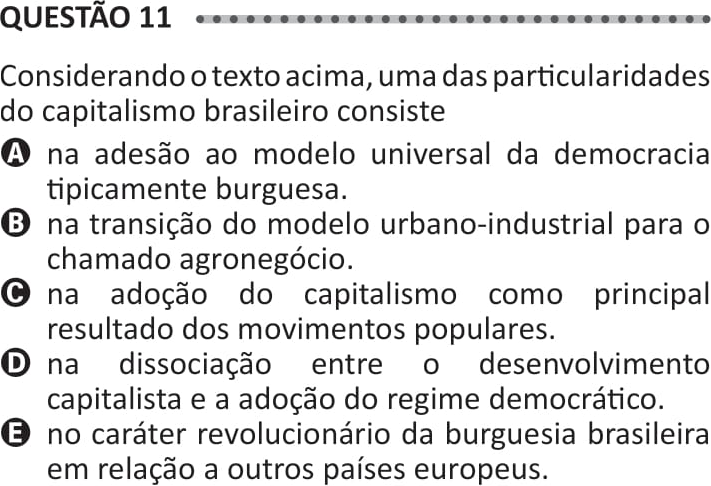 QUESTÃO 11
Considerando o texto acima, uma das particularidades
do capitalismo brasileiro consiste
A na adesão ao modelo universal da democracia
tipicamente burguesa.
B na transição do modelo urbano-industrial para o
chamado agronegócio.
C na adoção do capitalismo como principal
resultado dos movimentos populares.
D na dissociação entre o desenvolvimento
capitalista e a adoção do regime democrático.
E no caráter revolucionário da burguesia brasileira
em relação a outros países europeus.